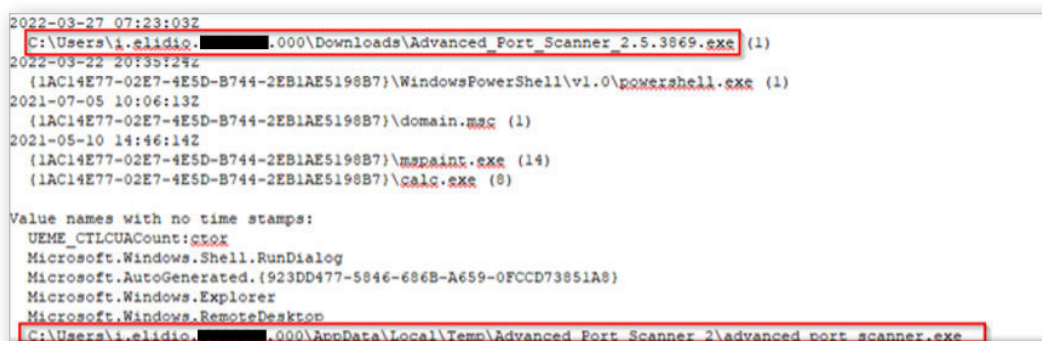 2022-03-27 07:23:03Z
C:\Users\i.elidio. .000\Downloads\Advanced_Port_Scanner_2.5.3869.exe (1)
2022-03-22 20:35:24Z
{1AC14E77-02E7-4E5D-B744-2EB1AE5198B7}\WindowsPowerShell\v1.0\powershell.exe (1)
2021-07-05 10:06:13Z
{1AC14E77-02E7-4E5D-B744-2EB1AE5198B7}\domain.msc (1)
2021-05-10 14:46:14Z
{1AC14E77-02E7-4E5D-B744-2EB1AE5198B7}\mspaint.exe (14)
{1AC14E77-02E7-4E5D-B744-2EB1AE5198B7}\calc.exe (8)
Value names with no time stamps:
UEME_CTLCUACount:ctor
Microsoft.Windows.Shell.RunDialog
Microsoft.AutoGenerated.{923DD477-5846-686B-A659-0FCCD73851A8}
Microsoft.Windows.Explorer
Microsoft.Windows.RemoteDesktop
C:\Users\i.elidio. .000\AppData\Local\Temp\Advanced Port Scanner 2\advanced_port_scanner.exe